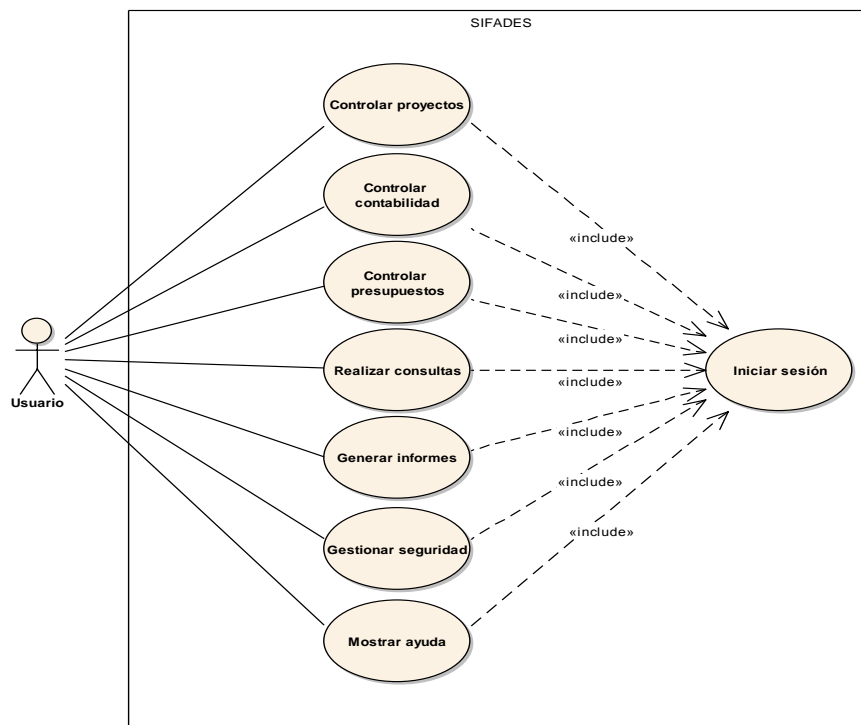 SIFADES
Controlar proyectos
Controlar
contabilidad
Controlar
presupuestos
Realizar consultas
Generar informes
Gestionar seguridad
Mostrar ayuda
Usuario
«include»
«include»
«include»
«include»
«include»
«include»
«include»
Iniciar sesión